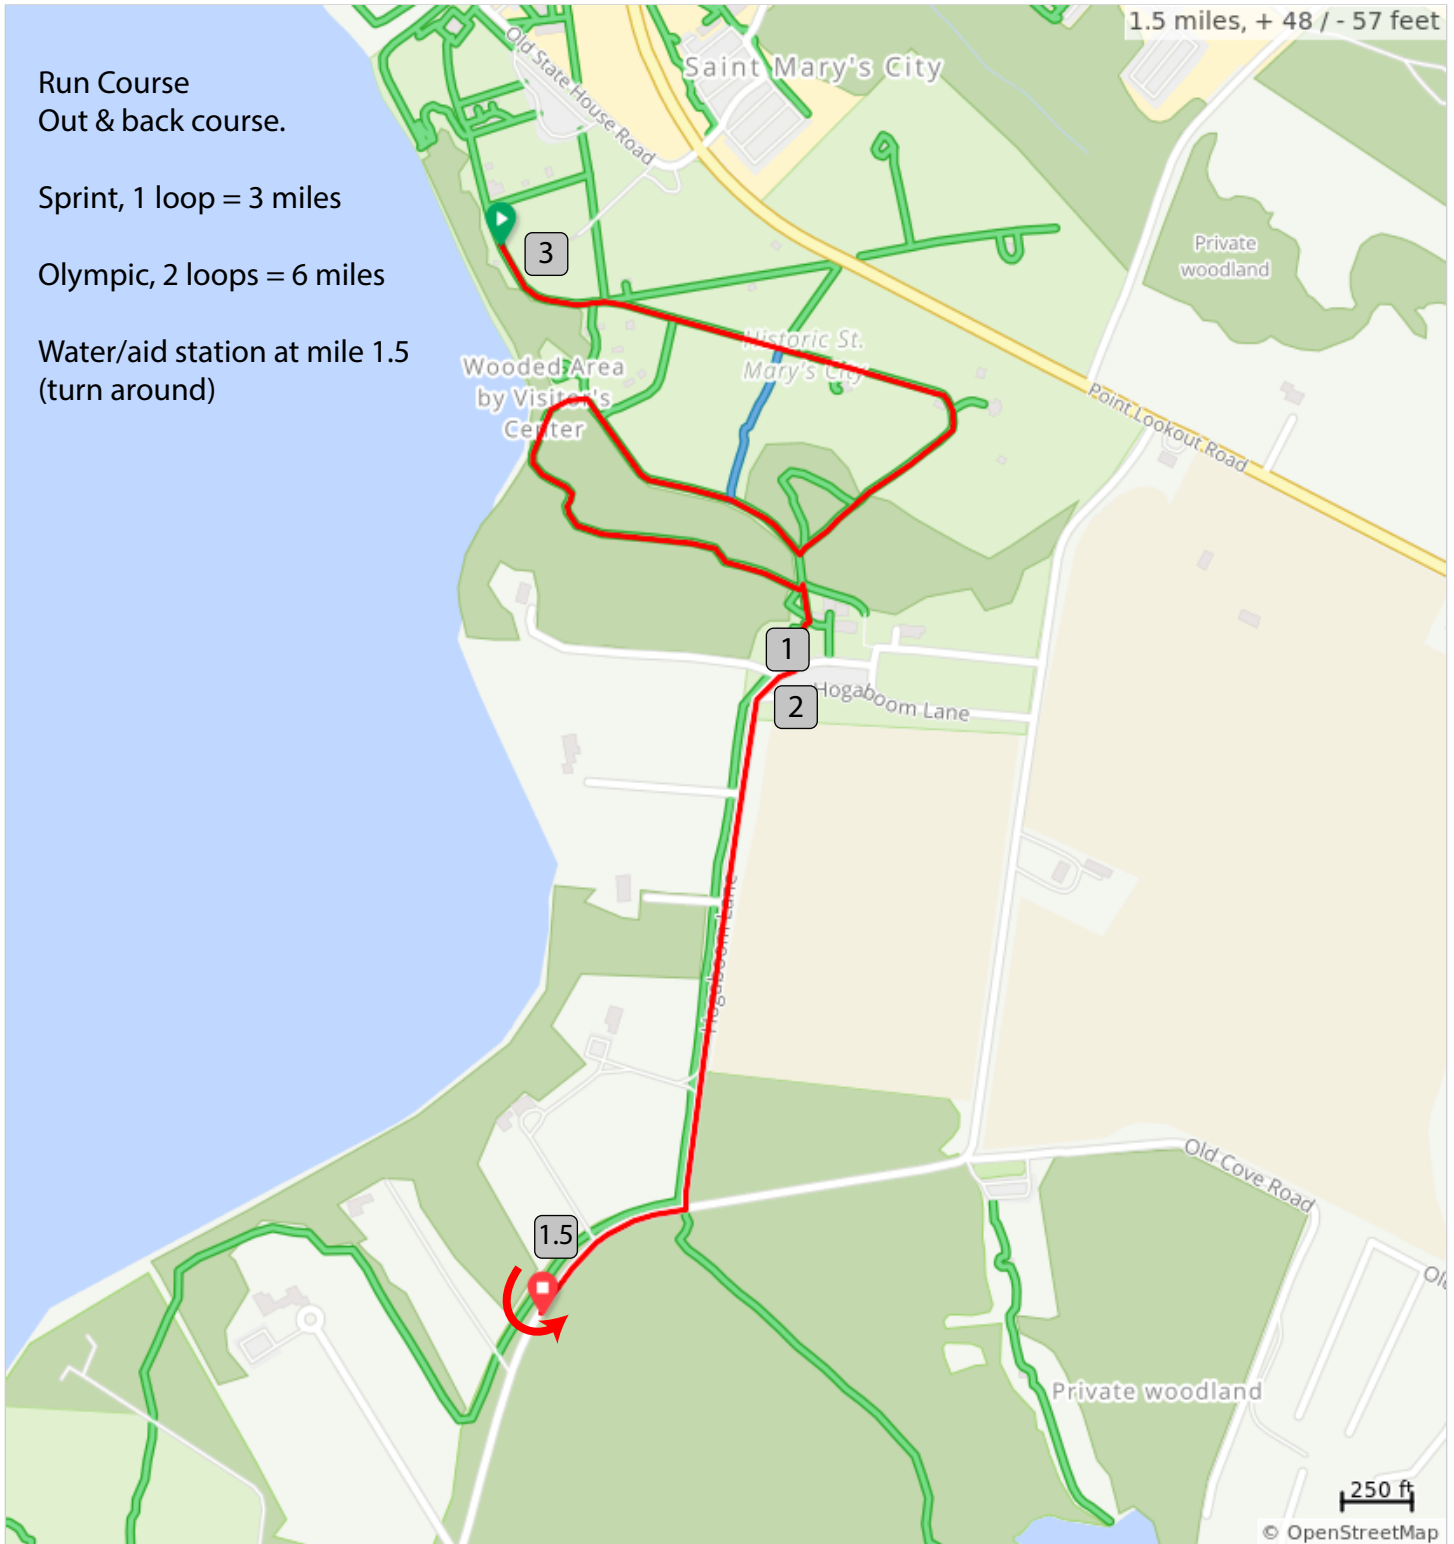 1.5 miles, + 48 / - 57 feet
Run Course
Out & back course.
Sprint, 1 loop = 3 miles
Olympic, 2 loops = 6 miles
Water/aid station at mile 1.5
(turn around)
Old State House Road
Saint Mary's City
3
Private
woodland
Historic St.
Mary's City
Wooded Area
by Visitor's
Center
Point Lookout Road
1
2
Hogaboom Lane
Hogaboom Lane
Old Cove Road
1.5
Private woodland
250 ft
© OpenStreetMap